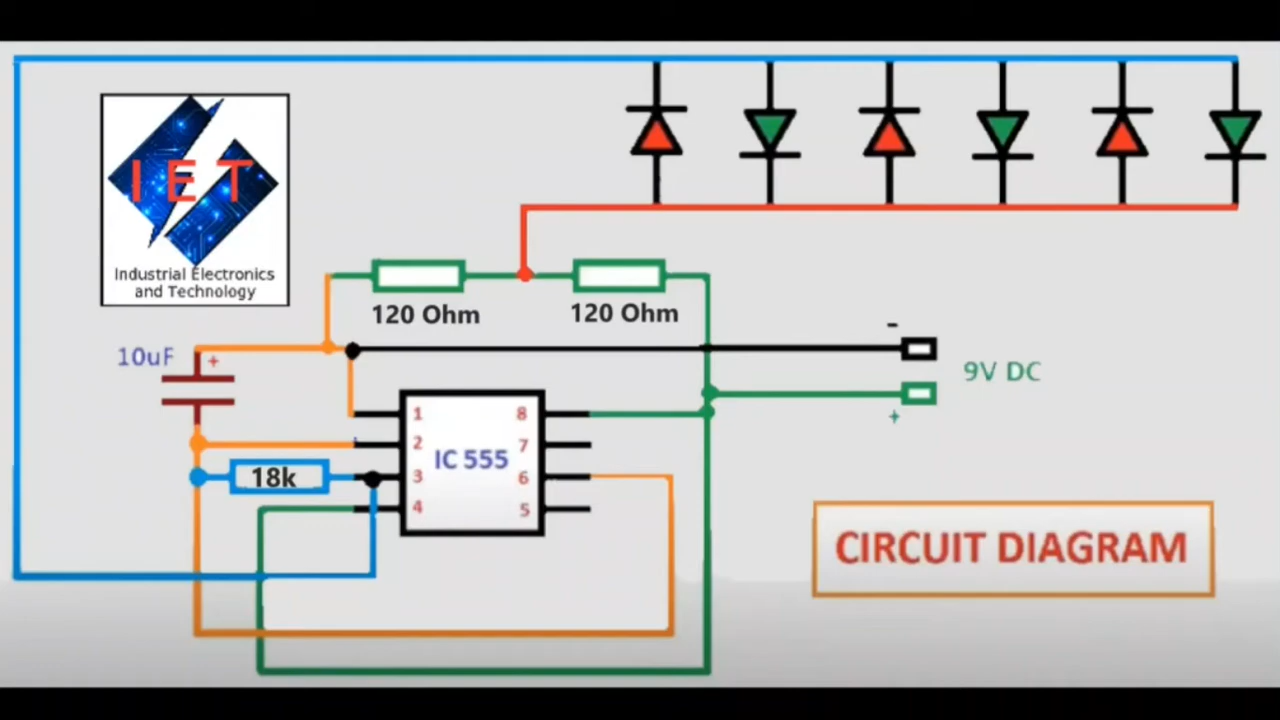 I E T
Industrial Electronics
and Technology
120 Ohm
120 Ohm
10uF
+
-
9V DC
+
1
2
3
4
IC 555
8
7
6
5
18k
CIRCUIT DIAGRAM